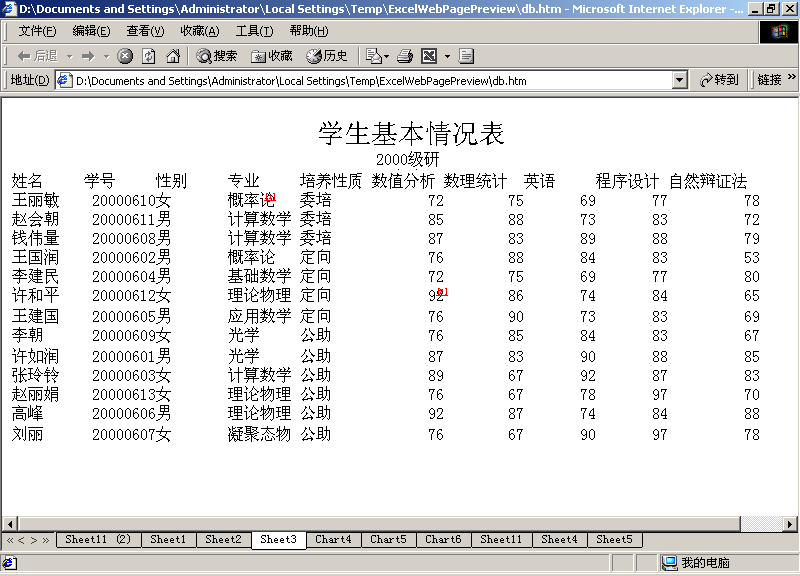 D:\Documents and Settings\Administrator\Local Settings\Temp\ExcelWebPagePreview\db.htm - Microsoft Internet Explorer -...
文件(F) 编辑(E) 查看(V) 收藏(A) 工具(T) 帮助(H)
后退 搜索 收藏 历史
地址(D) D:\Documents and Settings\Administrator\Local Settings\Temp\ExcelWebPagePreview\db.htm 转到 链接 »
学生基本情况表
2000级研
姓名 学号 性别 专业 培养性质 数值分析 数理统计 英语 程序设计 自然辩证法
王丽敏 20000610 女 概率论 委培 72 75 69 77 78
赵会朝 20000611 男 计算数学 委培 85 88 73 83 72
钱伟量 20000608 男 计算数学 委培 87 83 89 88 79
王国润 20000602 男 概率论 定向 76 88 84 83 53
李建民 20000604 男 基础数学 定向 72 75 69 77 80
许和平 20000612 女 理论物理 定向 92 86 74 84 65
王建国 20000605 男 应用数学 定向 76 90 73 83 69
李朝 20000609 女 光学 公助 76 85 84 83 67
许如润 20000601 男 光学 公助 87 83 90 88 85
张玲铃 20000603 女 计算数学 公助 89 67 92 87 83
赵丽娟 20000613 女 理论物理 公助 76 67 78 97 70
高峰 20000606 男 理论物理 公助 92 87 74 84 88
刘丽 20000607 女 凝聚态物 公助 76 67 90 97 78
« < > » Sheet11 (2) Sheet1 Sheet2 Sheet3 Chart4 Chart5 Chart6 Sheet11 Sheet4 Sheet5
我的电脑